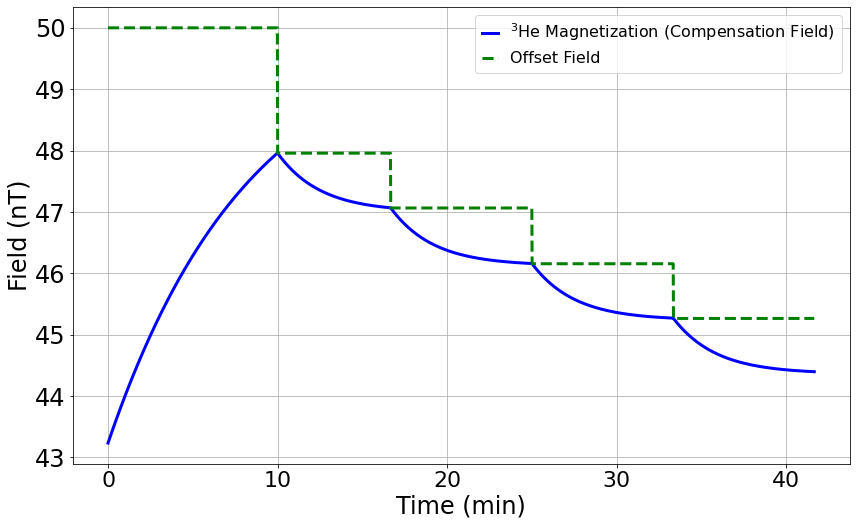 ³He Magnetization (Compensation Field)
Offset Field
Field (nT)
50
49
48
47
46
45
44
43
0 10 20 30 40
Time (min)